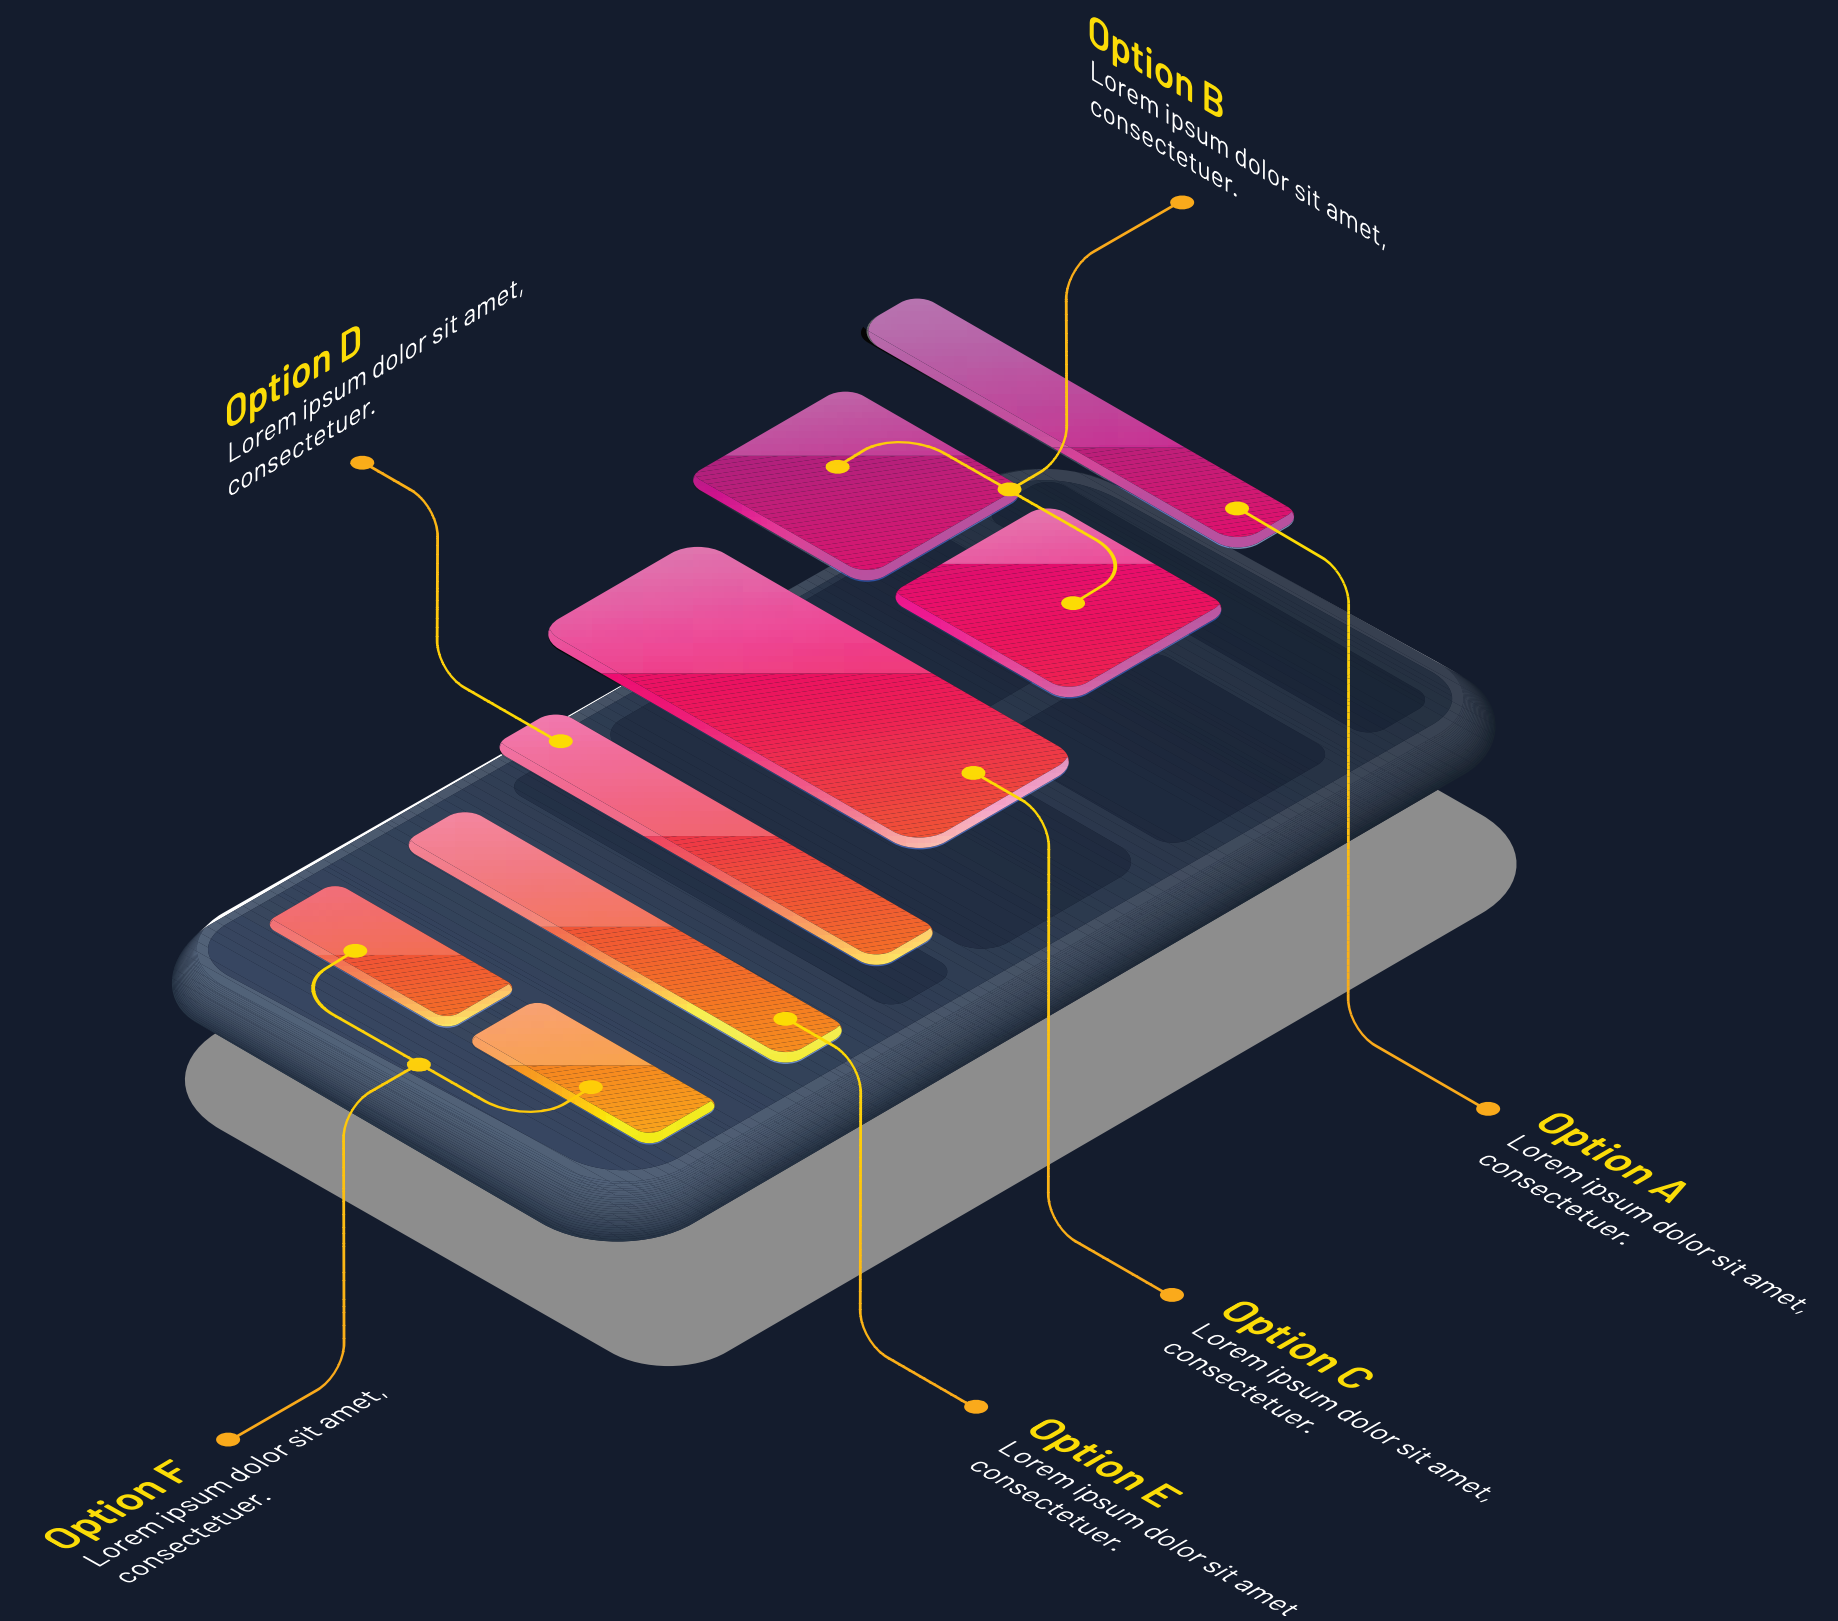 Option B
Lorem ipsum dolor sit amet,
consectetuer.
Option D
Lorem ipsum dolor sit amet,
consectetuer.
Option A
Lorem ipsum dolor sit amet,
consectetuer.
Option C
Lorem ipsum dolor sit amet,
consectetuer.
Option E
Lorem ipsum dolor sit amet
consectetuer.
Option F
Lorem ipsum dolor sit amet,
consectetuer.